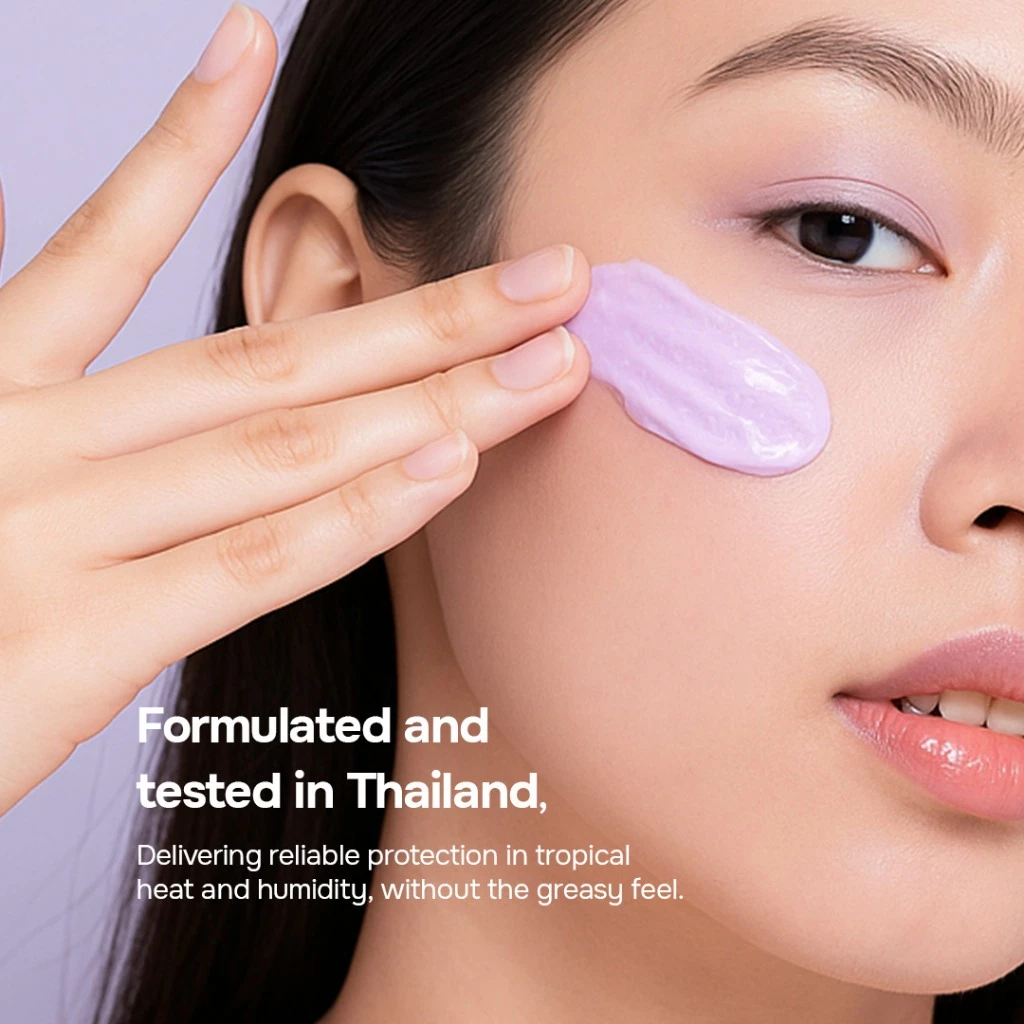 Formulated and
tested in Thailand,
Delivering reliable protection in tropical
heat and humidity, without the greasy feel.